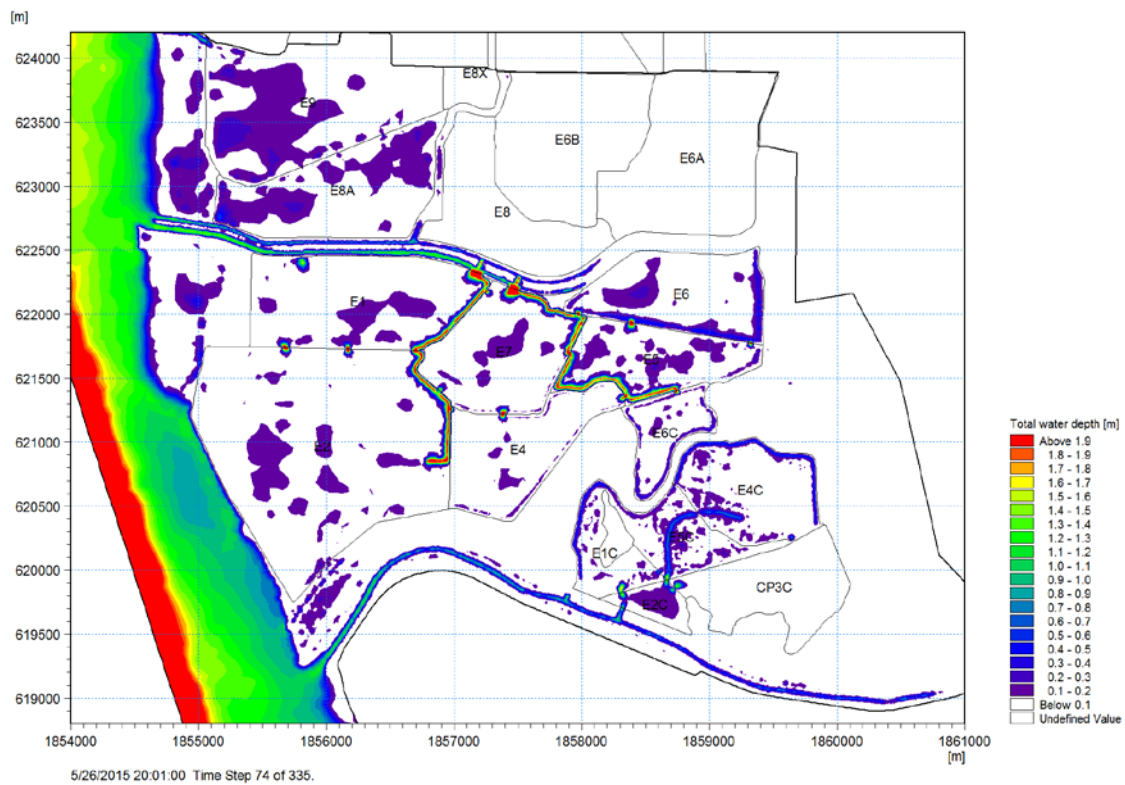 [m]
624000
623500
623000
622500
622000
621500
621000
620500
620000
619500
619000
E8X
E9
E6B
E6A
E8A
E8
E6
E1
E7
E5
E2
E6C
E4
E4C
E5C
E1C
CP3C
E2C
1854000 1855000 1856000 1857000 1858000 1859000 1860000 1861000
[m]
Total water depth [m]
Above 1.9
1.8 - 1.9
1.7 - 1.8
1.6 - 1.7
1.5 - 1.6
1.4 - 1.5
1.3 - 1.4
1.2 - 1.3
1.1 - 1.2
1.0 - 1.1
0.9 - 1.0
0.8 - 0.9
0.7 - 0.8
0.6 - 0.7
0.5 - 0.6
0.4 - 0.5
0.3 - 0.4
0.2 - 0.3
0.1 - 0.2
Below 0.1
Undefined Value
5/26/2015 20:01:00 Time Step 74 of 335.